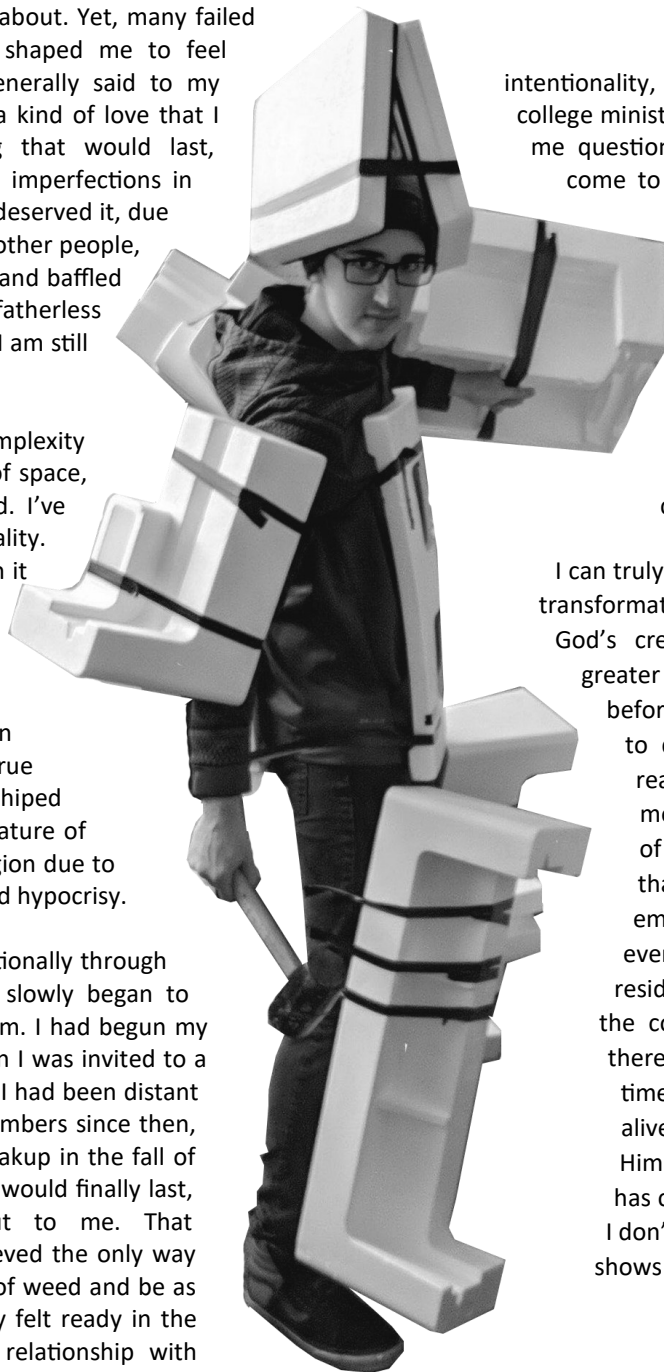 about. Yet, many failed
shaped me to feel
enerally said to my
a kind of love that I
g that would last,
imperfections in
deserved it, due
other people,
and baffled
fatherless
I am still
mplexity
of space,
d. I've
ality.
n it
n
rue
hiped
ature of
gion due to
d hypocrisy.
tionally through
slowly began to
m. I had begun my
n I was invited to a
I had been distant
mbers since then,
akup in the fall of
would finally last,
ut to me. That
eved the only way
of weed and be as
y felt ready in the
relationship with
intentionality,
college minist
me question
come to
c
I can truly
transformat
God's cre
greater
befor
to c
rea
mo
of
tha
em
ever
resid
the co
there
time
alive
Him
has c
I don'
shows